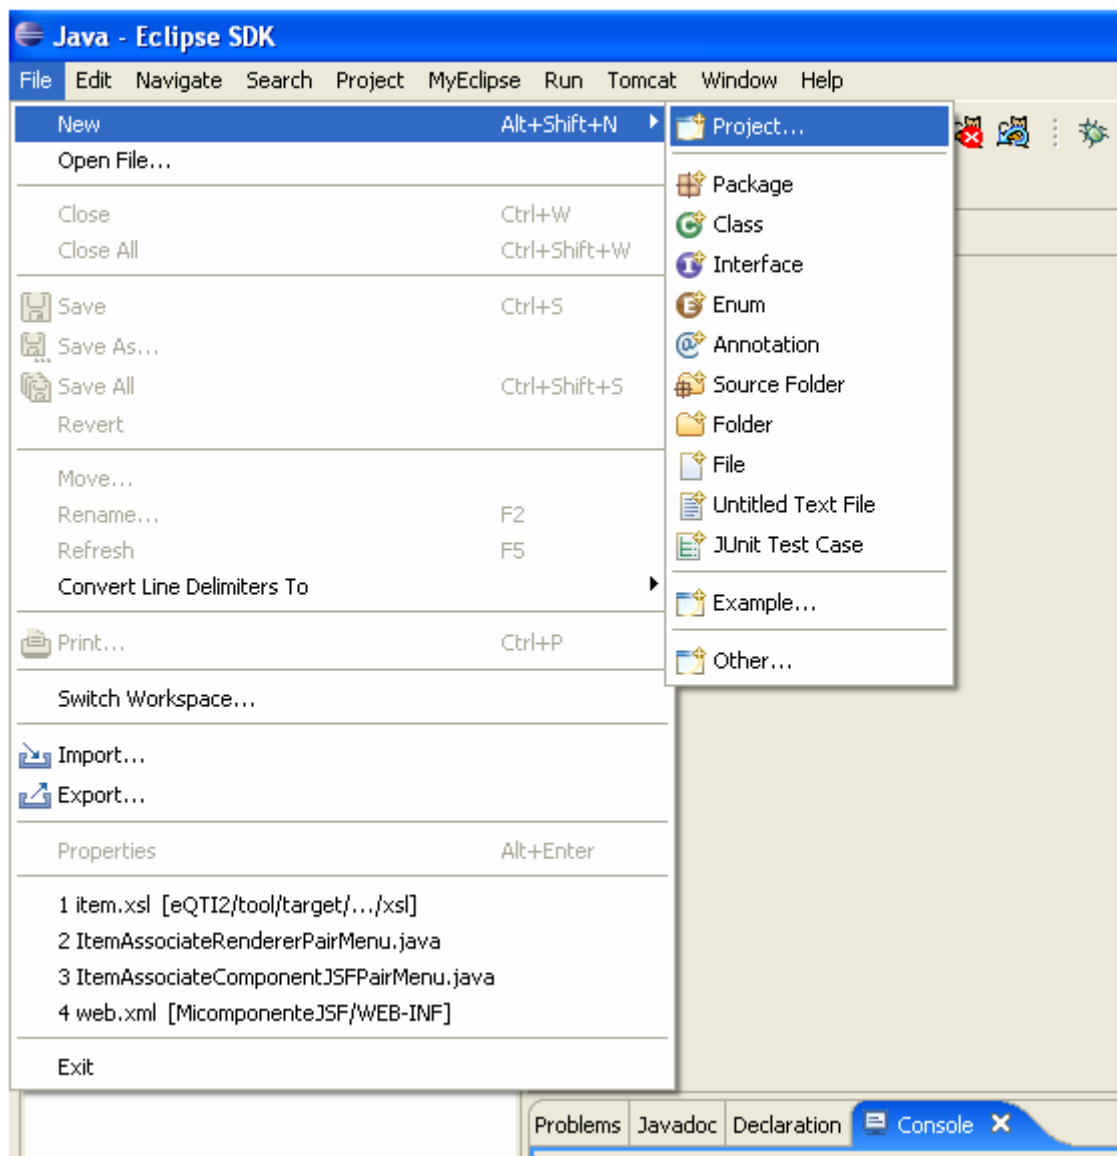 Java - Eclipse SDK
File Edit Navigate Search Project MyEclipse Run Tomcat Window Help
New Alt+Shift+N
Open File...
Close Ctrl+W
Close All Ctrl+Shift+W
Save Ctrl+S
Save As...
Save All Ctrl+Shift+S
Revert
Move...
Rename... F2
Refresh F5
Convert Line Delimiters To
Print... Ctrl+P
Switch Workspace...
Import...
Export...
Properties Alt+Enter
1 item.xsl [eQTI2/tool/target/.../xsl]
2 ItemAssociateRendererPairMenu.java
3 ItemAssociateComponentJSFPairMenu.java
4 web.xml [MicomponenteJSF/WEB-INF]
Exit
Project...
Package
Class
Interface
Enum
Annotation
Source Folder
Folder
File
Untitled Text File
JUnit Test Case
Example...
Other...
Problems Javadoc Declaration Console